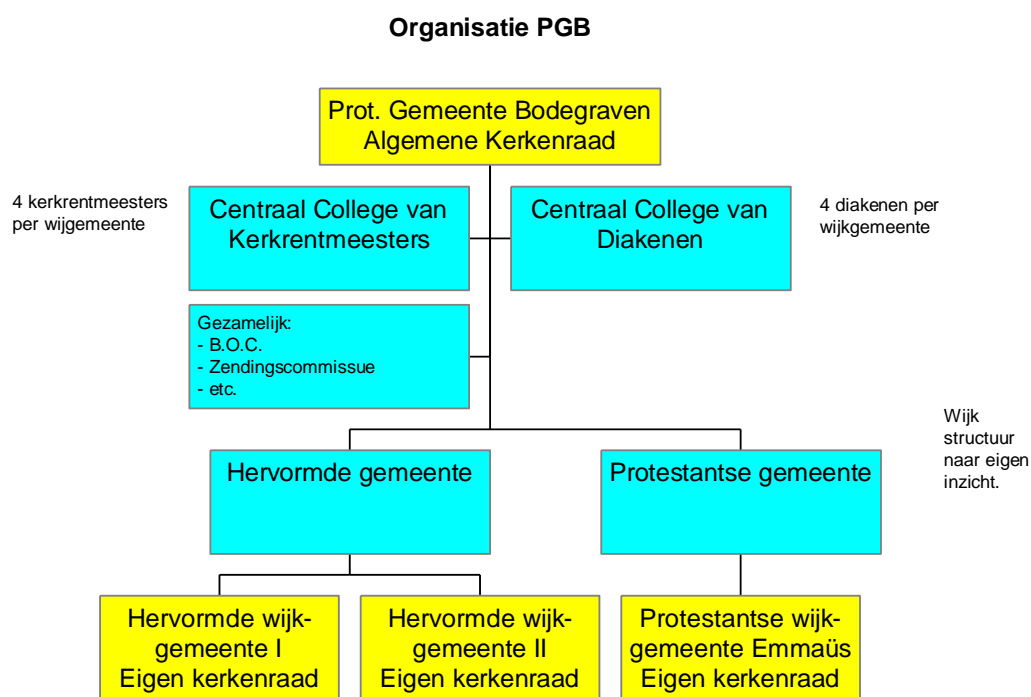 Organisatie PGB
Prot. Gemeente Bodegraven
Algemene Kerkenraad
4 kerkrentmeesters
per wijgemeente
Centraal College van
Kerkrentmeesters
Centraal College van
Diakenen
4 diakenen per
wijkgemeente
Gezamelijk:
- B.O.C.
- Zendingscommissue
- etc.
Wijk
structuur
naar eigen
inzicht.
Hervormde gemeente
Protestantse gemeente
Hervormde wijk-
gemeente I
Eigen kerkenraad
Hervormde wijk-
gemeente II
Eigen kerkenraad
Protestantse wijk-
gemeente Emmaüs
Eigen kerkenraad